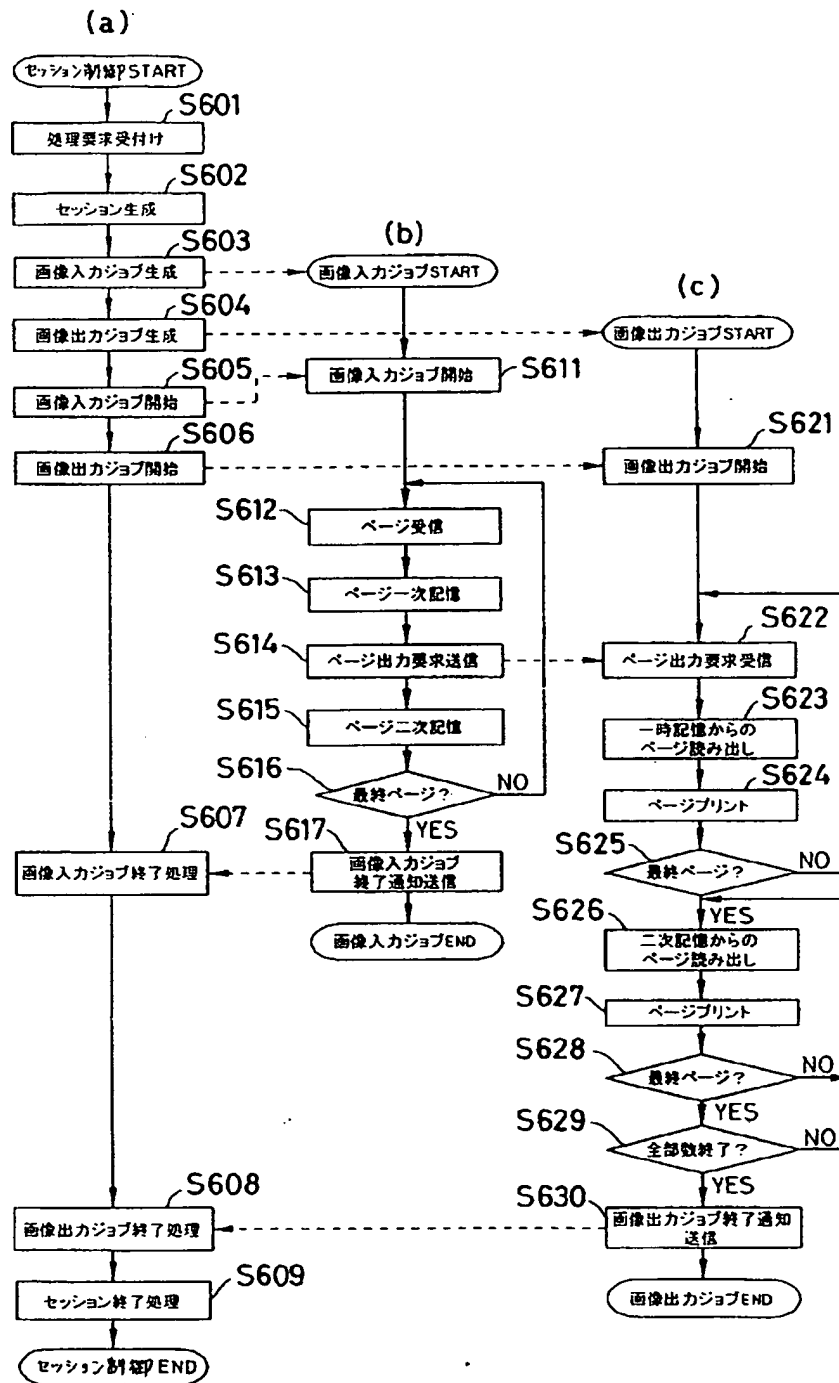 (a)
セッション制御START
S601
処理要求受付け
S602
セッション生成
S603
画像入力ジョブ生成
S604
画像出力ジョブ生成
S605
画像入力ジョブ開始
S606
画像出力ジョブ開始
S607
画像入力ジョブ終了処理
S608
画像出力ジョブ終了処理
S609
セッション終了処理
セッション制御END
(b)
画像入力ジョブSTART
S611
画像入力ジョブ開始
S612
ページ受信
S613
ページ一次記憶
S614
ページ出力要求送信
S615
ページ二次記憶
S616
最終ページ?
NO
YES
S617
画像入力ジョブ
終了通知送信
画像入力ジョブEND
(c)
画像出力ジョブSTART
S621
画像出力ジョブ開始
S622
ページ出力要求受信
S623
一時記憶からの
ページ読み出し
S624
ページプリント
S625
最終ページ?
NO
YES
S626
二次記憶からの
ページ読み出し
S627
ページプリント
S628
最終ページ?
NO
YES
S629
全部数終了?
NO
YES
S630
画像出力ジョブ終了通知
送信
画像出力ジョブEND